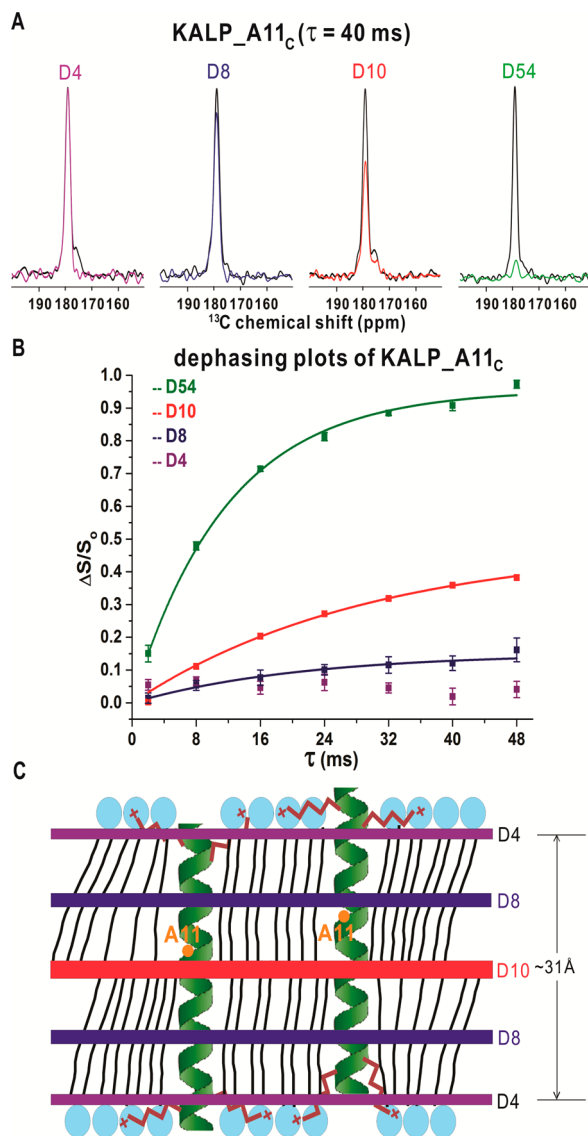 A
KALP_A11C (τ = 40 ms)
D4 D8 D10 D54
190 180 170 160 190 180 170 160 190 180 170 160 190 180 170 160
13C chemical shift (ppm)
B
dephasing plots of KALP_A11C
1.0
0.9
0.8
0.7
0.6
0.5
0.4
0.3
0.2
0.1
0.0
ΔS/So
-- D54
-- D10
-- D8
-- D4
0 8 16 24 32 40 48
τ (ms)
C
+ + + +
D4
D8
A11 A11
D10 ~31Å
D8
D4
+ + + +